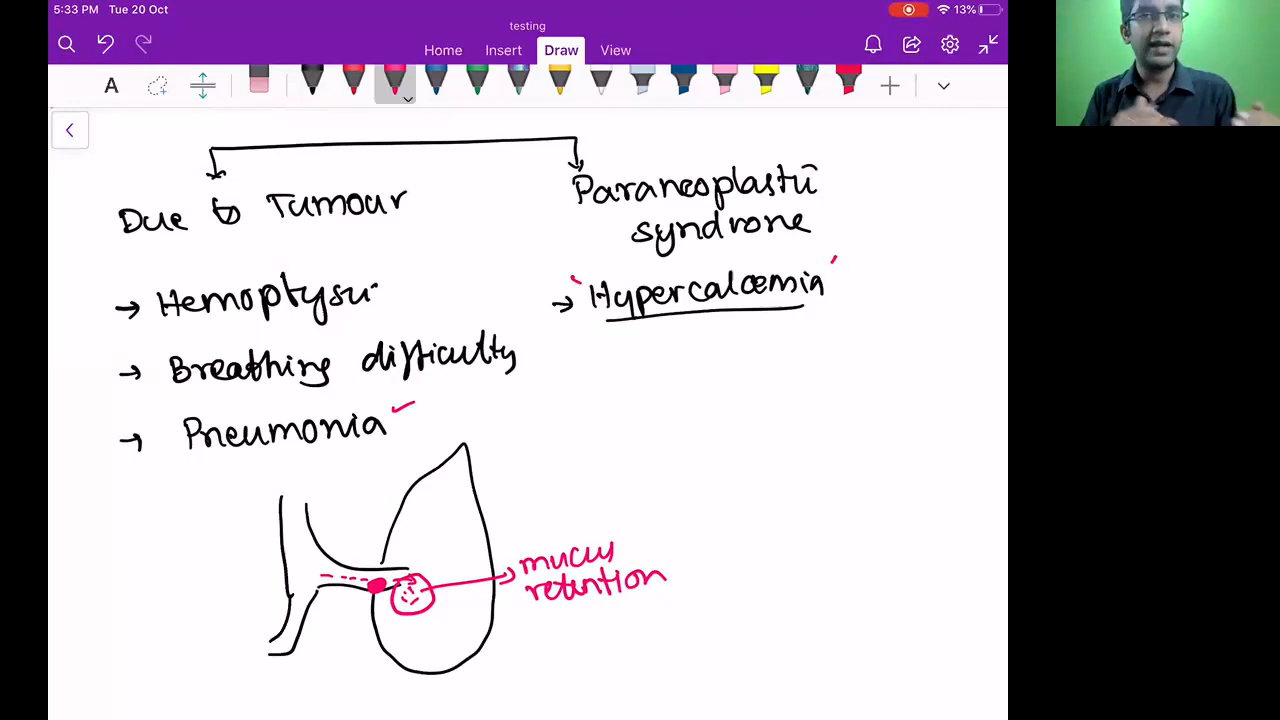 5:33 PM Tue 20 Oct
13%
testing
Home Insert Draw View
A
Due to Tumour
→ Hemoptysis
→ Breathing difficulty
→ Pneumonia ✓
Paraneoplastic
syndrome
→ ‘Hypercalcemia’
mucus
retention